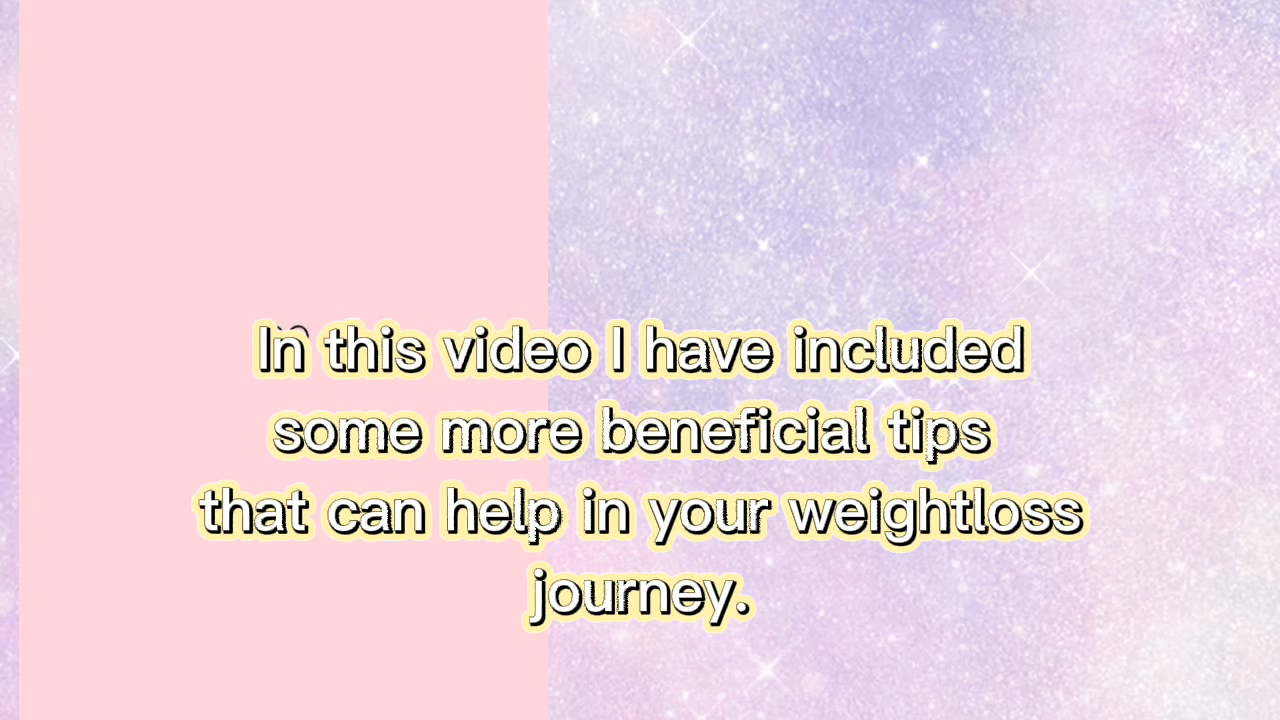 In this video I have included
some more beneficial tips
that can help in your weightloss
journey.